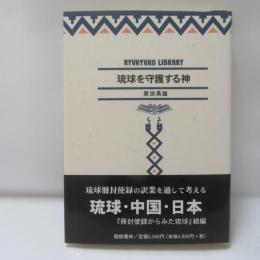 RYUKYUKO LIBRARY
琉球を守護する神
原田禹雄
琉球冊封使録の訳業を通して考える
琉球・中国・日本
『冊封使録からみた琉球』続編
榕樹書林／定価5,040円（本体4,800円＋税）